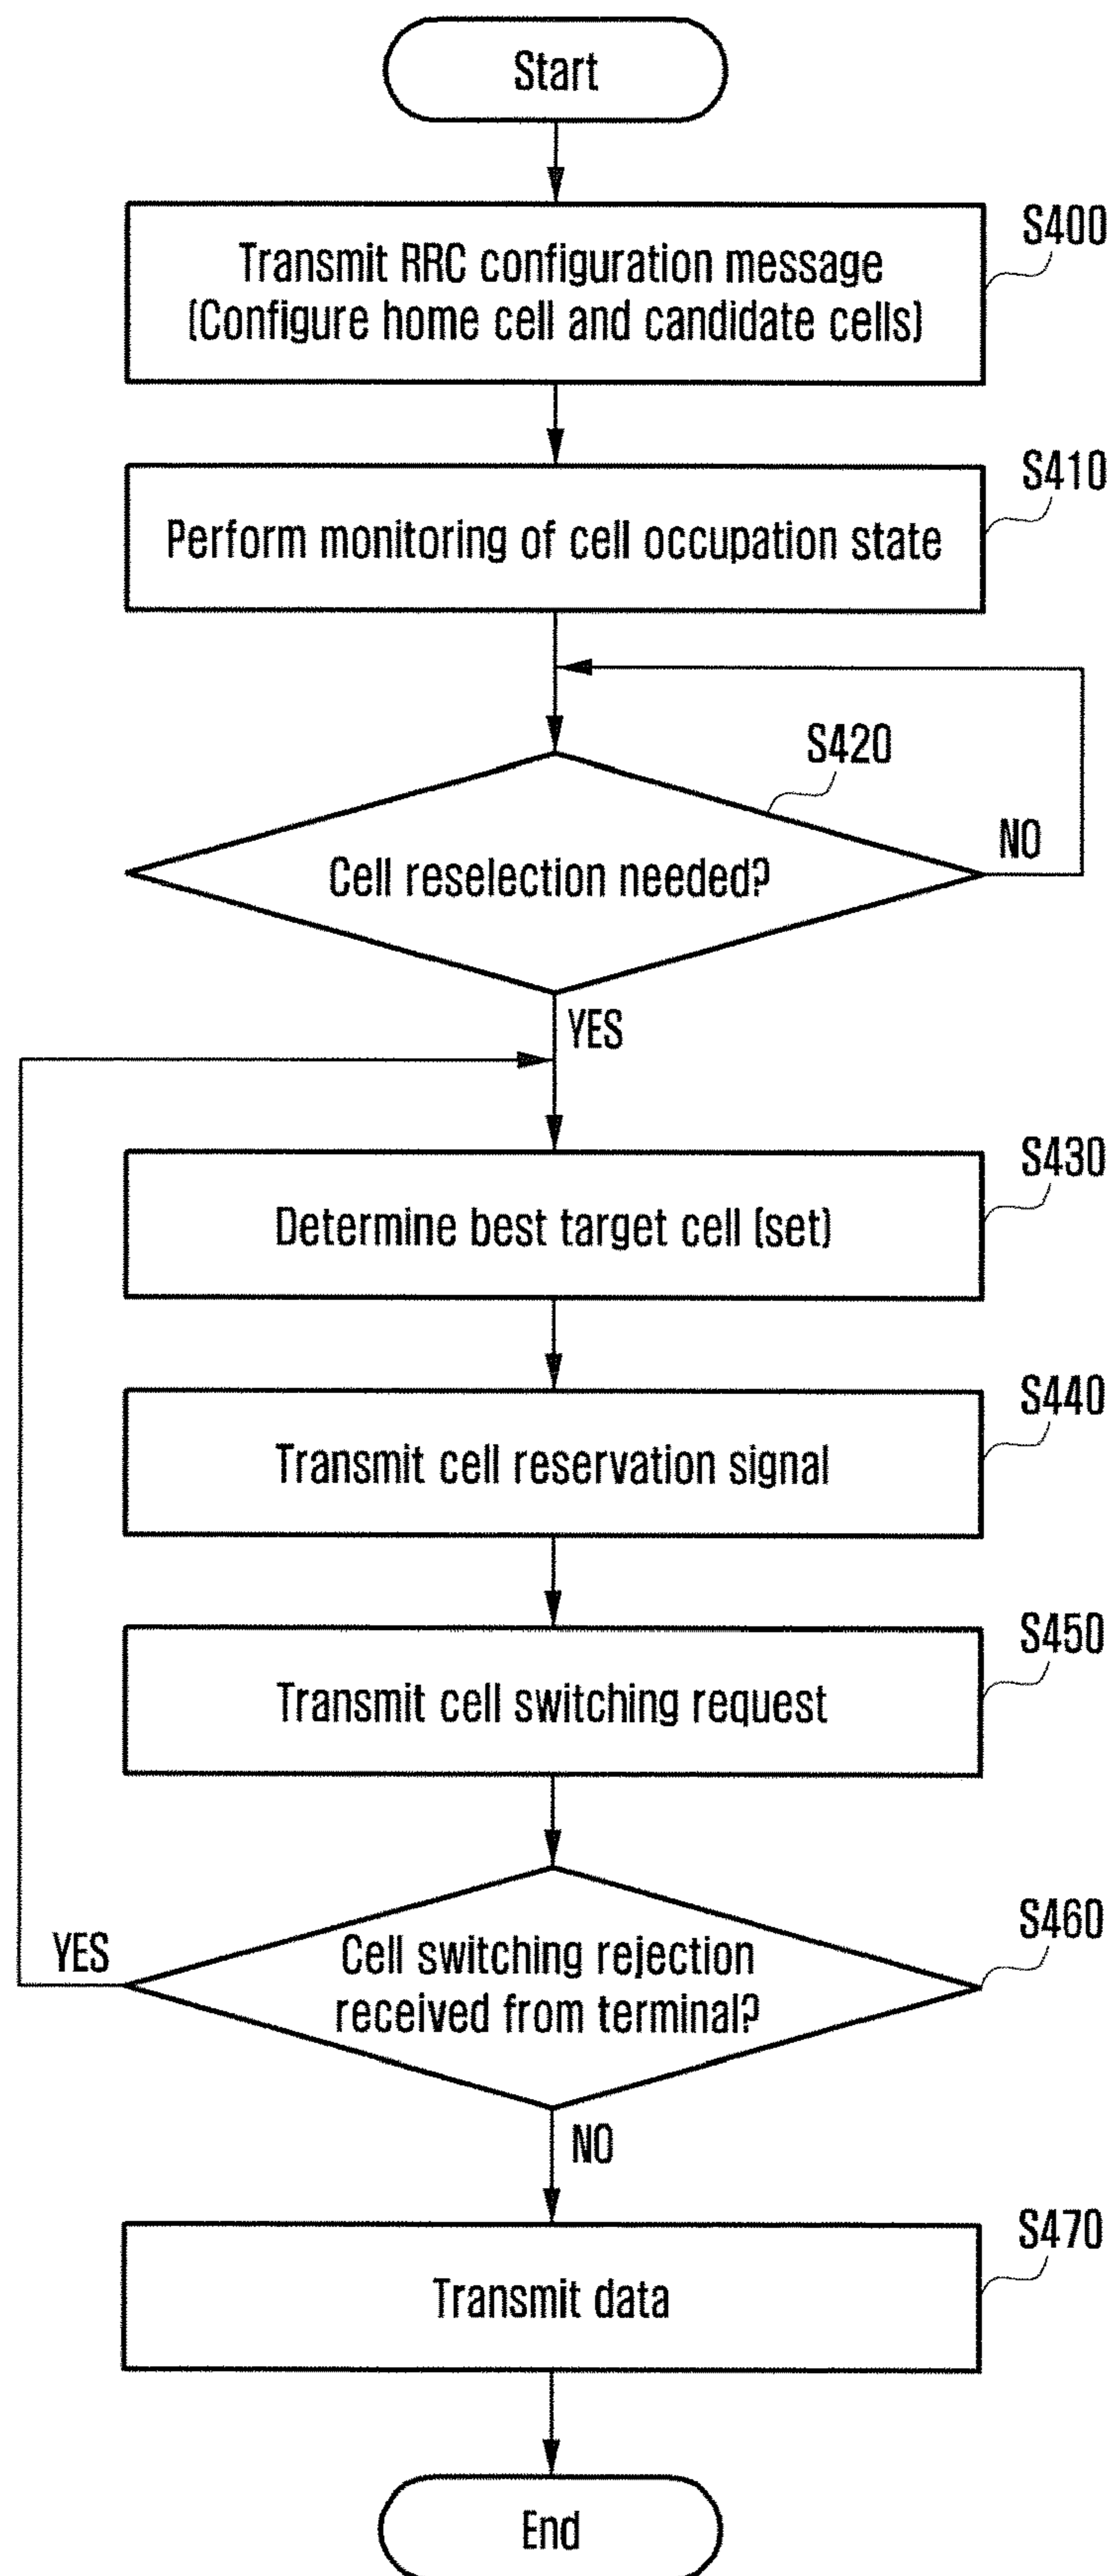 Start
S400
Transmit RRC configuration message
(Configure home cell and candidate cells)
S410
Perform monitoring of cell occupation state
S420
Cell reselection needed?
NO
YES
S430
Determine best target cell (set)
S440
Transmit cell reservation signal
S450
Transmit cell switching request
S460
YES
Cell switching rejection
received from terminal?
NO
S470
Transmit data
End